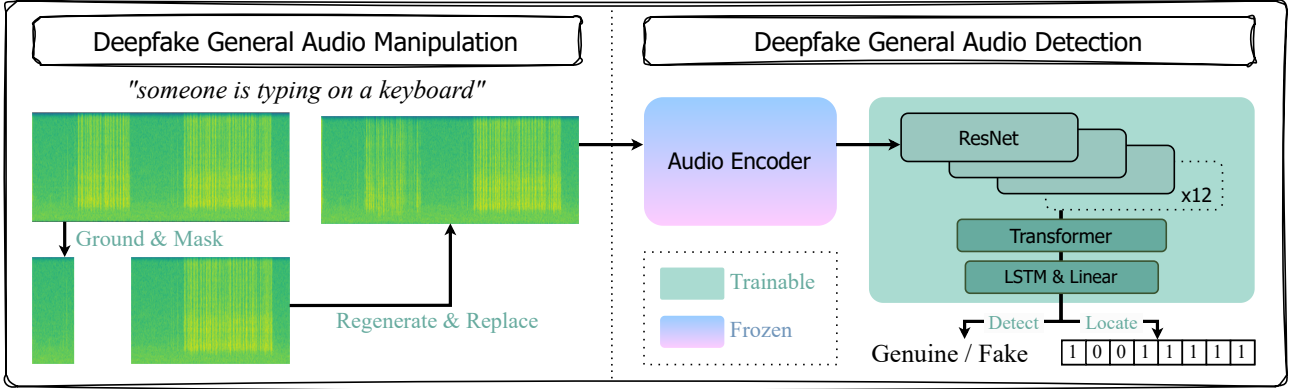 Deepfake General Audio Manipulation
"someone is typing on a keyboard"
Ground & Mask
Regenerate & Replace
Deepfake General Audio Detection
Audio Encoder
ResNet
x12
Transformer
LSTM & Linear
Trainable
Frozen
Detect
Locate
Genuine / Fake
1 0 0 1 1 1 1 1